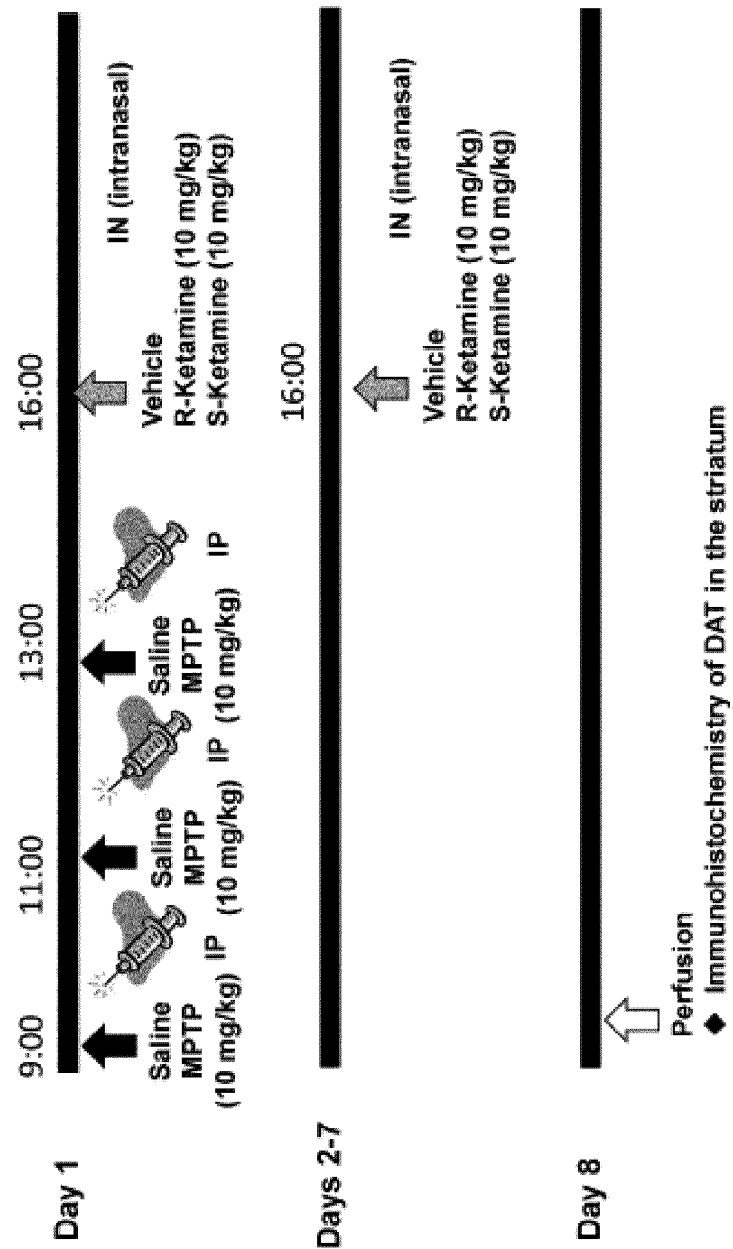 Day 1
9:00
11:00
13:00
16:00
Saline
MPTP
(10 mg/kg)
IP
Saline
MPTP
(10 mg/kg)
IP
Saline
MPTP
(10 mg/kg)
IP
Vehicle
R-Ketamine (10 mg/kg)
S-Ketamine (10 mg/kg)
IN (intranasal)
Days 2-7
16:00
Vehicle
R-Ketamine (10 mg/kg)
S-Ketamine (10 mg/kg)
IN (intranasal)
Day 8
Perfusion
◆ Immunohistochemistry of DAT in the striatum